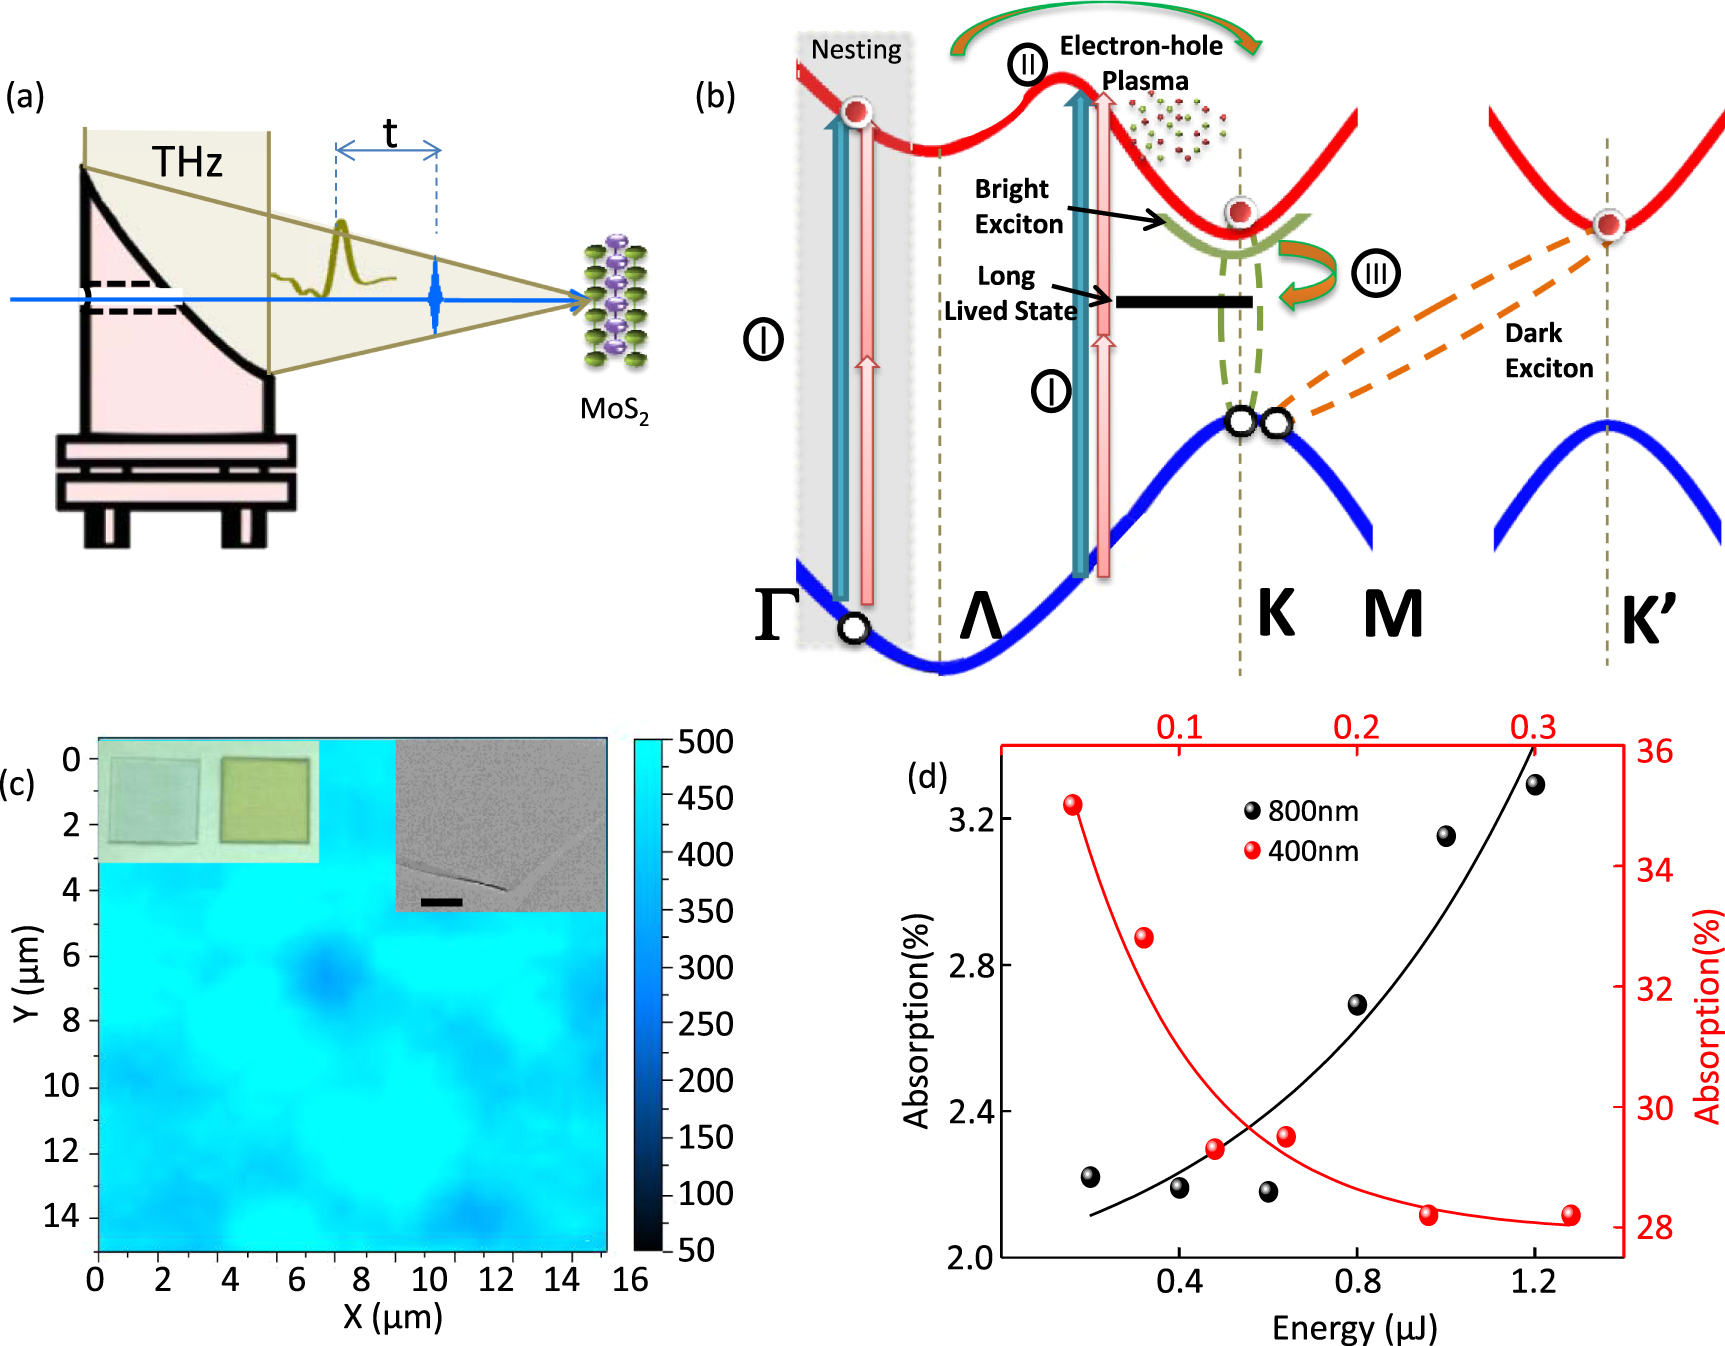 (a)
THz
t
MoS₂
(b)
Nesting
II
Electron-hole
Plasma
Bright
Exciton
Long
Lived State
I
I
III
Dark
Exciton
Γ
Λ
K
M
K’
(c)
0
2
4
6
8
10
12
14
Y (μm)
0 2 4 6 8 10 12 14 16
X (μm)
500
450
400
350
300
250
200
150
100
50
(d)
0.1 0.2 0.3
800nm
400nm
3.2
2.8
2.4
2.0
Absorption(%)
36
34
32
30
28
Absorption(%)
0.4 0.8 1.2
Energy (μJ)